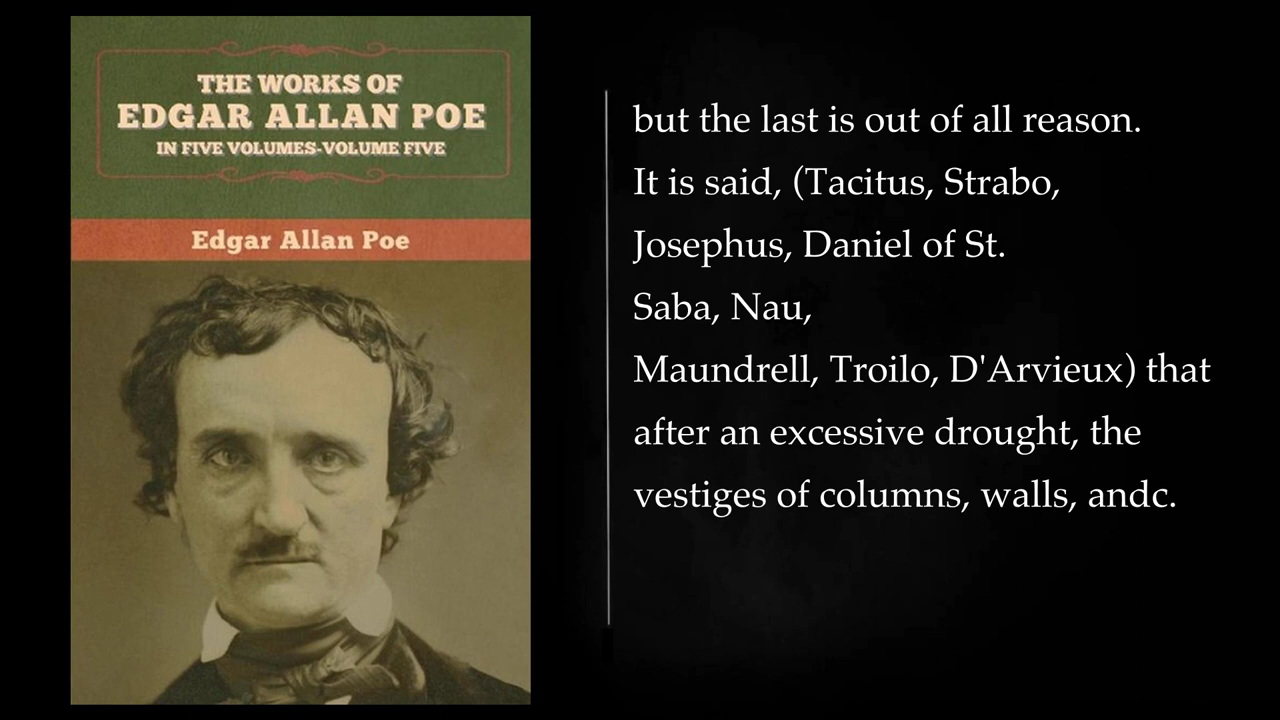 THE WORKS OF
EDGAR ALLAN POE
IN FIVE VOLUMES-VOLUME FIVE
Edgar Allan Poe
but the last is out of all reason.
It is said, (Tacitus, Strabo,
Josephus, Daniel of St.
Saba, Nau,
Maundrell, Troilo, D'Arvieux) that
after an excessive drought, the
vestiges of columns, walls, andc.